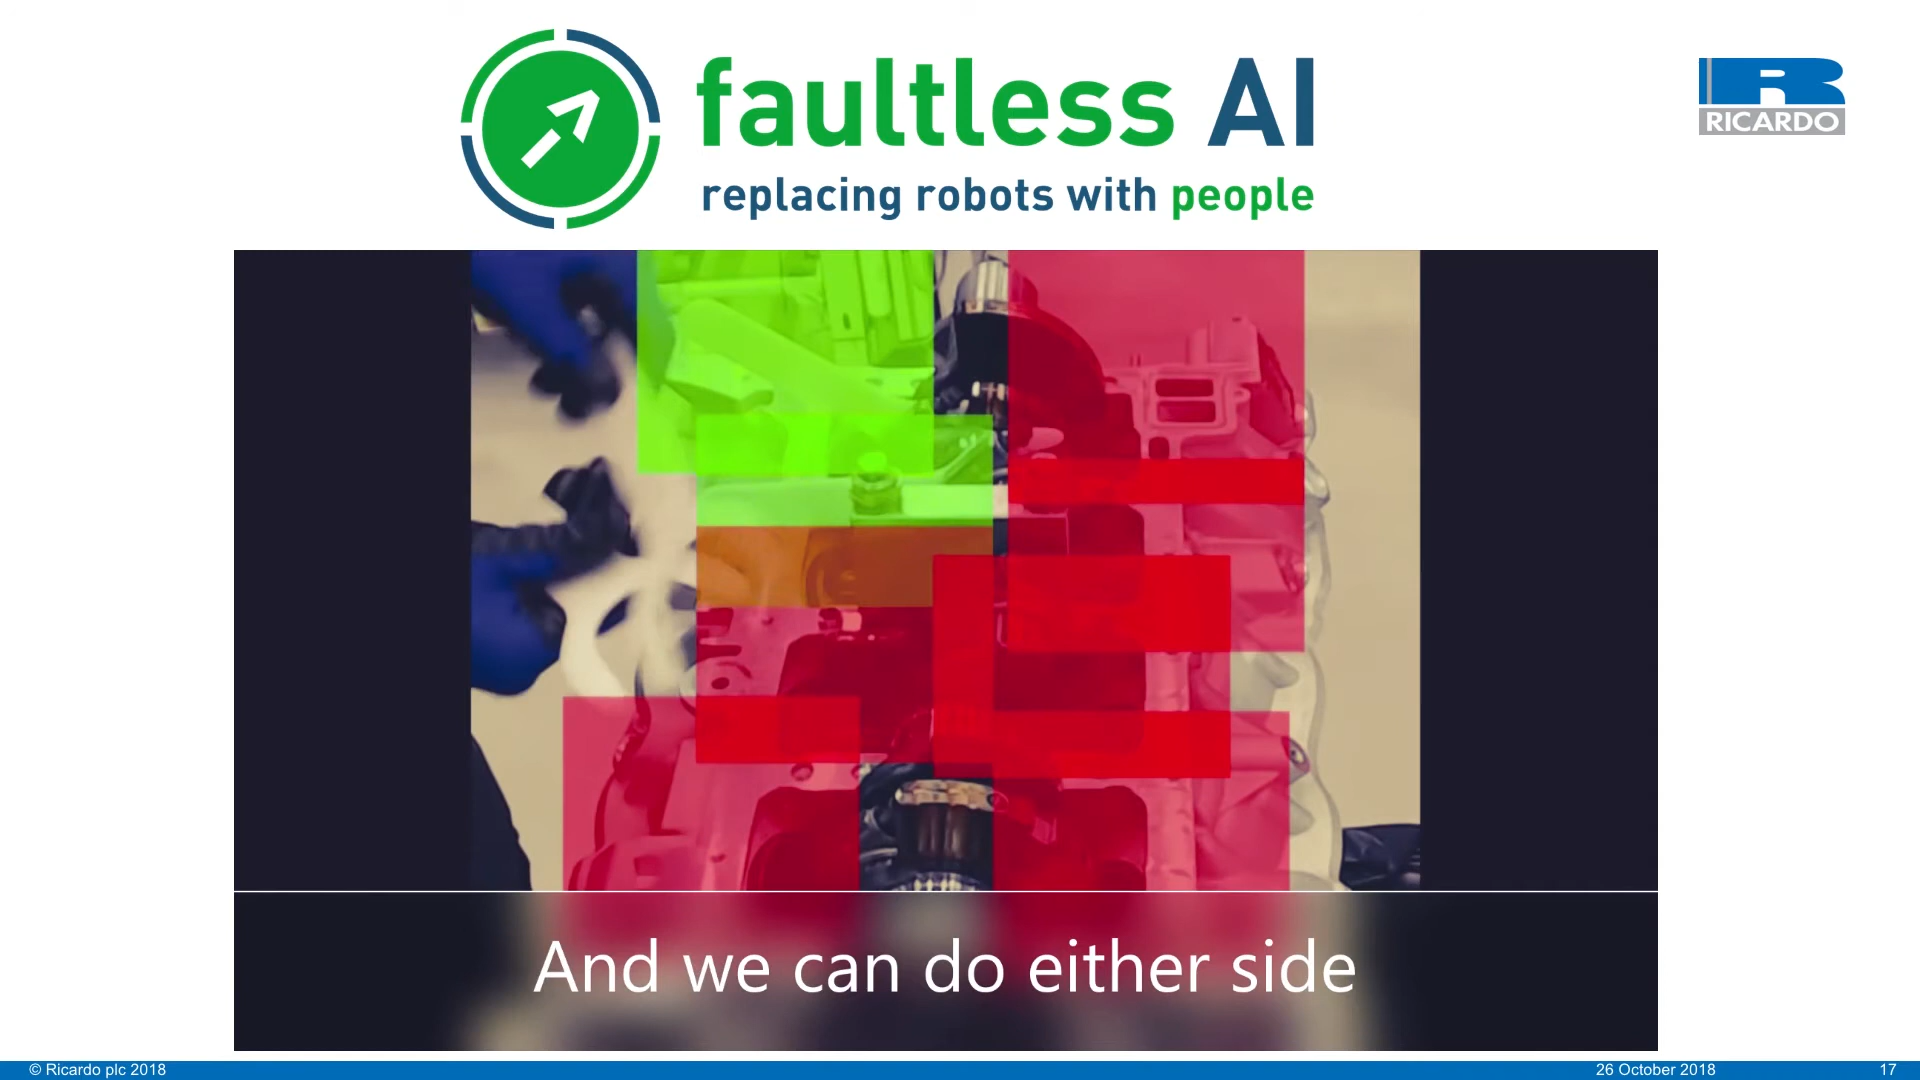 faultless AI
replacing robots with people
RICARDO
And we can do either side
© Ricardo plc 2018
26 October 2018
17